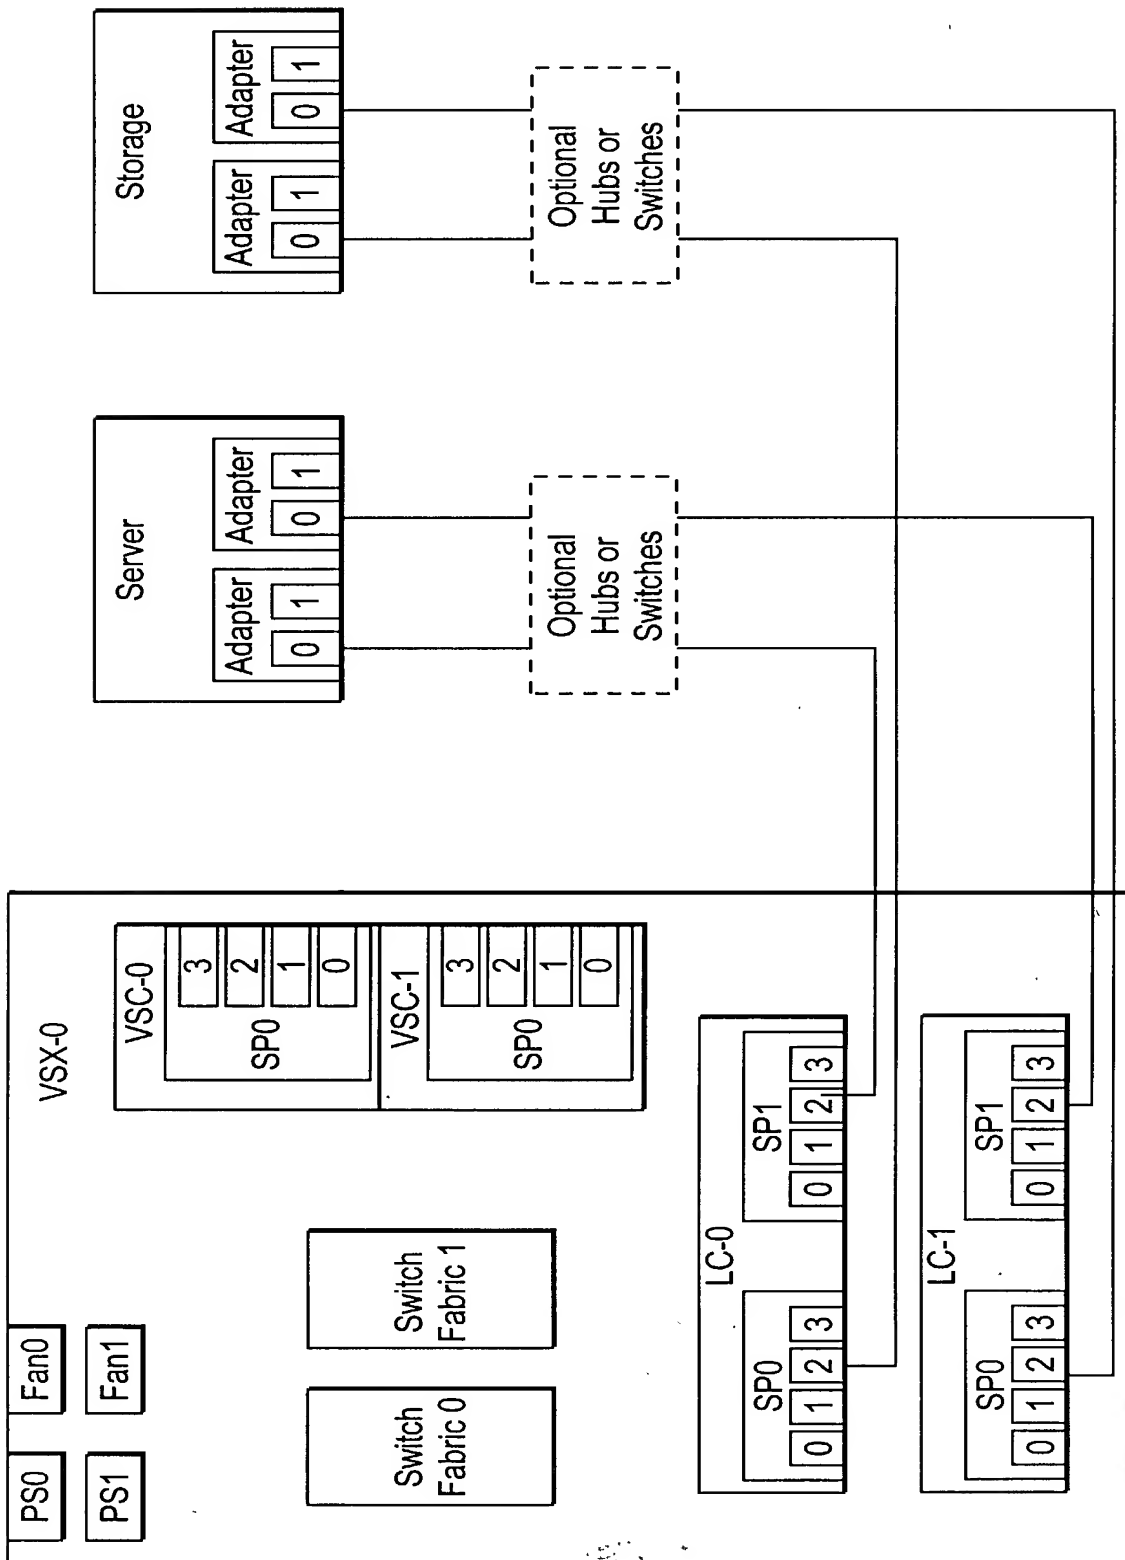 PS0
Fan0
PS1
Fan1
VSX-0
VSC-0
SP0
3
2
1
0
VSC-1
SP0
3
2
1
0
Switch
Fabric 0
Switch
Fabric 1
LC-0
SP0
0 1 2 3
SP1
0 1 2 3
LC-1
SP0
0 1 2 3
SP1
0 1 2 3
Server
Adapter
0 1
Adapter
0 1
Optional
Hubs or
Switches
Storage
Adapter
0 1
Adapter
0 1
Optional
Hubs or
Switches